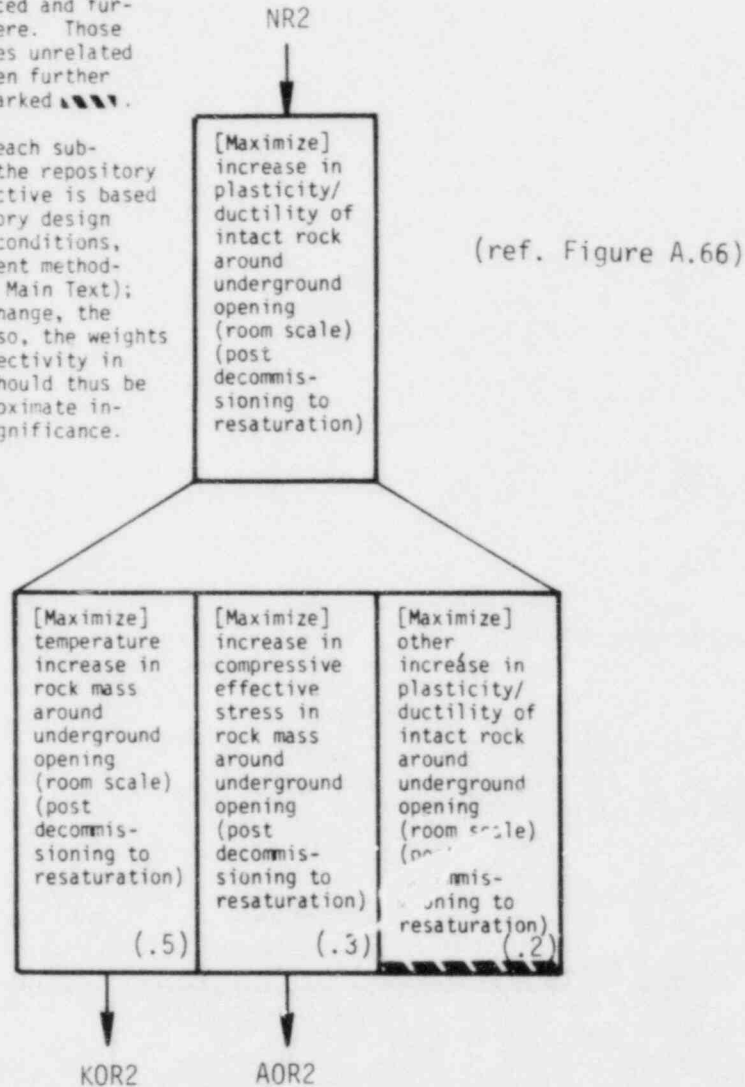 ted and fur-
ere. Those
es unrelated
en further
arked
each sub-
the repository
ctive is based
ory design
conditions,
ent method-
Main Text);
hange, the
so, the weights
ectivity in
hould thus be
oximate in-
gnificance.
NR2
[Maximize]
increase in
plasticity/
ductility of
intact rock
around
underground
opening
(room scale)
(post
decommis-
sioning to
resaturation)
(ref. Figure A.66)
[Maximize]
temperature
increase in
rock mass
around
underground
opening
(room scale)
(post
decommis-
sioning to
resaturation)
(.5)
[Maximize]
increase in
compressive
effective
stress in
rock mass
around
underground
opening
(post
decommis-
sioning to
resaturation)
(.3)
[Maximize]
other
increase in
plasticity/
ductility of
intact rock
around
underground
opening
(room
mmis-
oning to
resaturation)
(.2)
KOR2
AOR2